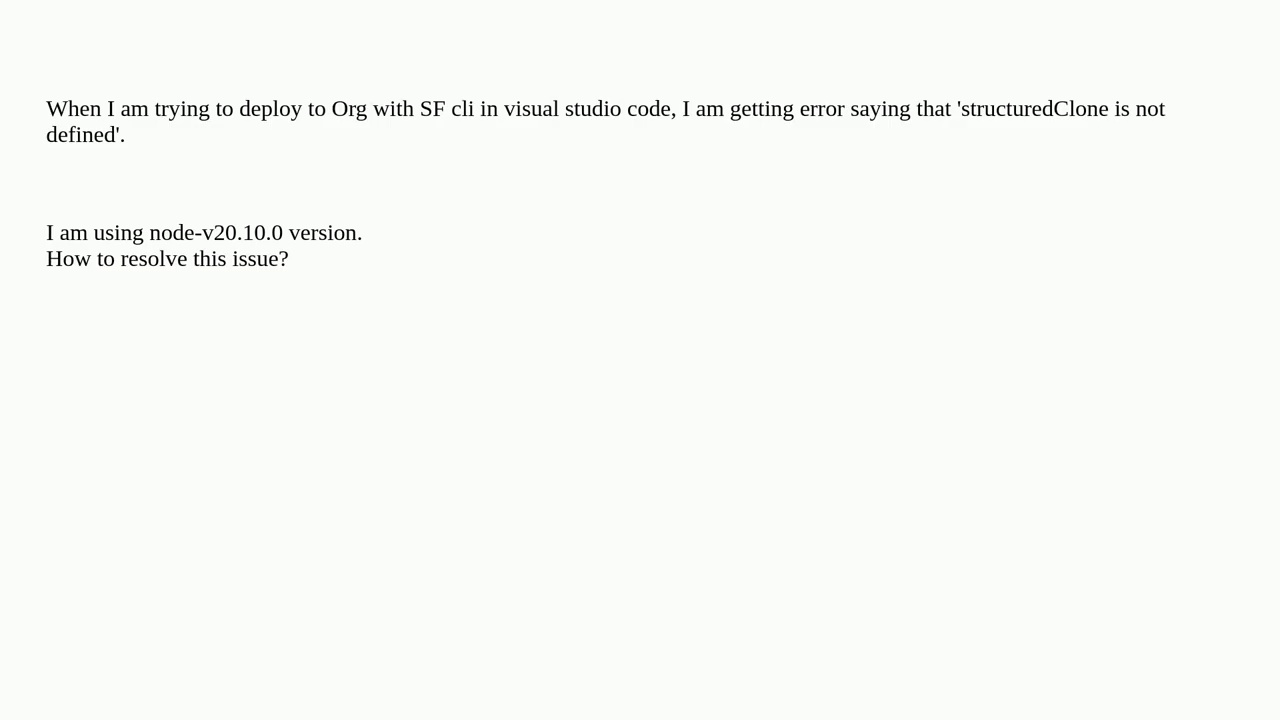 When I am trying to deploy to Org with SF cli in visual studio code, I am getting error saying that 'structuredClone is not
defined'.
I am using node-v20.10.0 version.
How to resolve this issue?